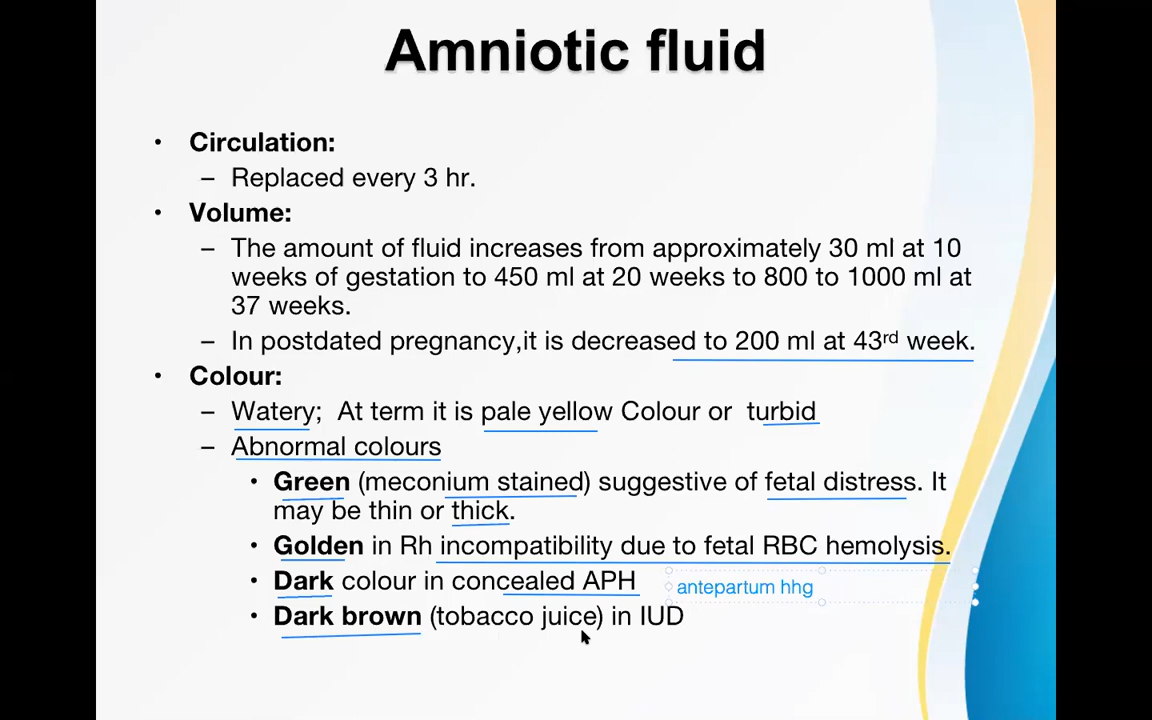 Amniotic fluid
• Circulation:
– Replaced every 3 hr.
• Volume:
– The amount of fluid increases from approximately 30 ml at 10
weeks of gestation to 450 ml at 20 weeks to 800 to 1000 ml at
37 weeks.
– In postdated pregnancy,it is decreased to 200 ml at 43rd week.
• Colour:
– Watery; At term it is pale yellow Colour or turbid
– Abnormal colours
• Green (meconium stained) suggestive of fetal distress. It
may be thin or thick.
• Golden in Rh incompatibility due to fetal RBC hemolysis.
• Dark colour in concealed APH antepartum hhg
• Dark brown (tobacco juice) in IUD